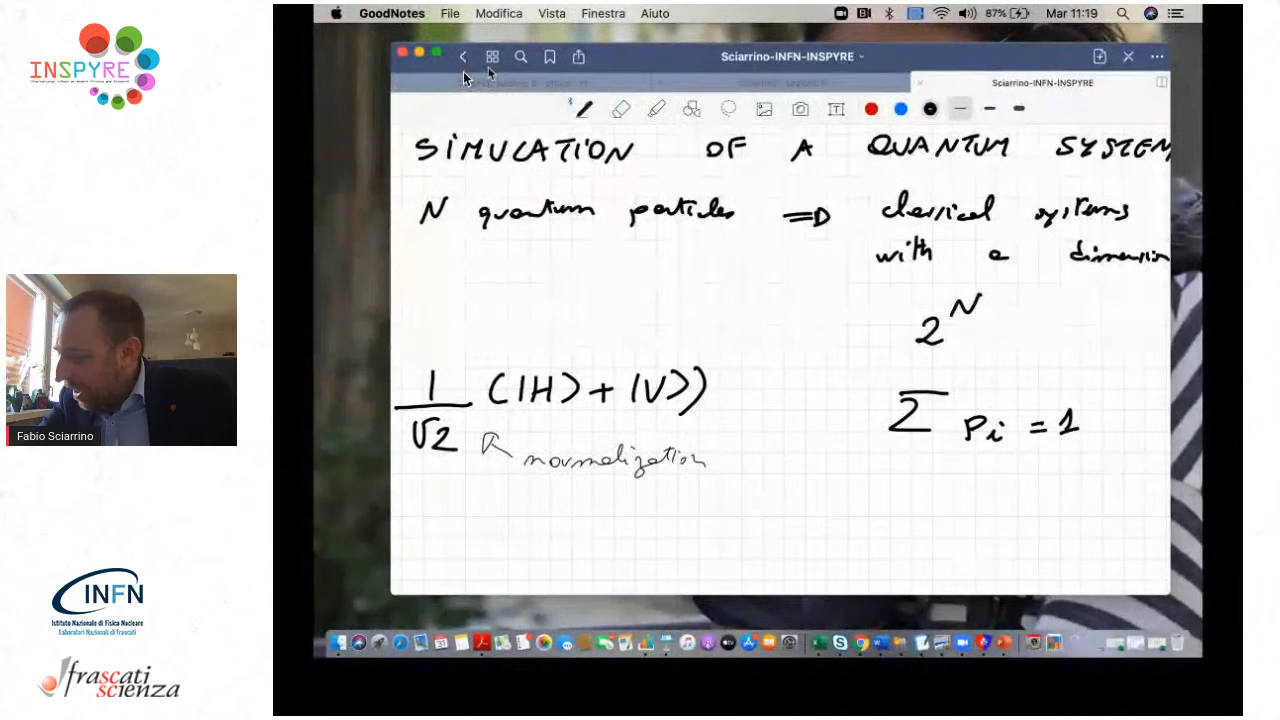 GoodNotes File Modifica Vista Finestra Aiuto 87% Mar 11:19
Sciarrino-INFN-INSPYRE
Sciarrino-INFN-INSPYRE
SIMULATION OF A QUANTUM SYSTEM
N quantum particles => classical systems
with a dimension
2^N
1/√2 (|H> + |V>)
Σ Pi = 1
normalization
INSPYRE
Fabio Sciarrino
INFN
Istituto Nazionale di Fisica Nucleare
Laboratori Nazionali di Frascati
frascati
scienza